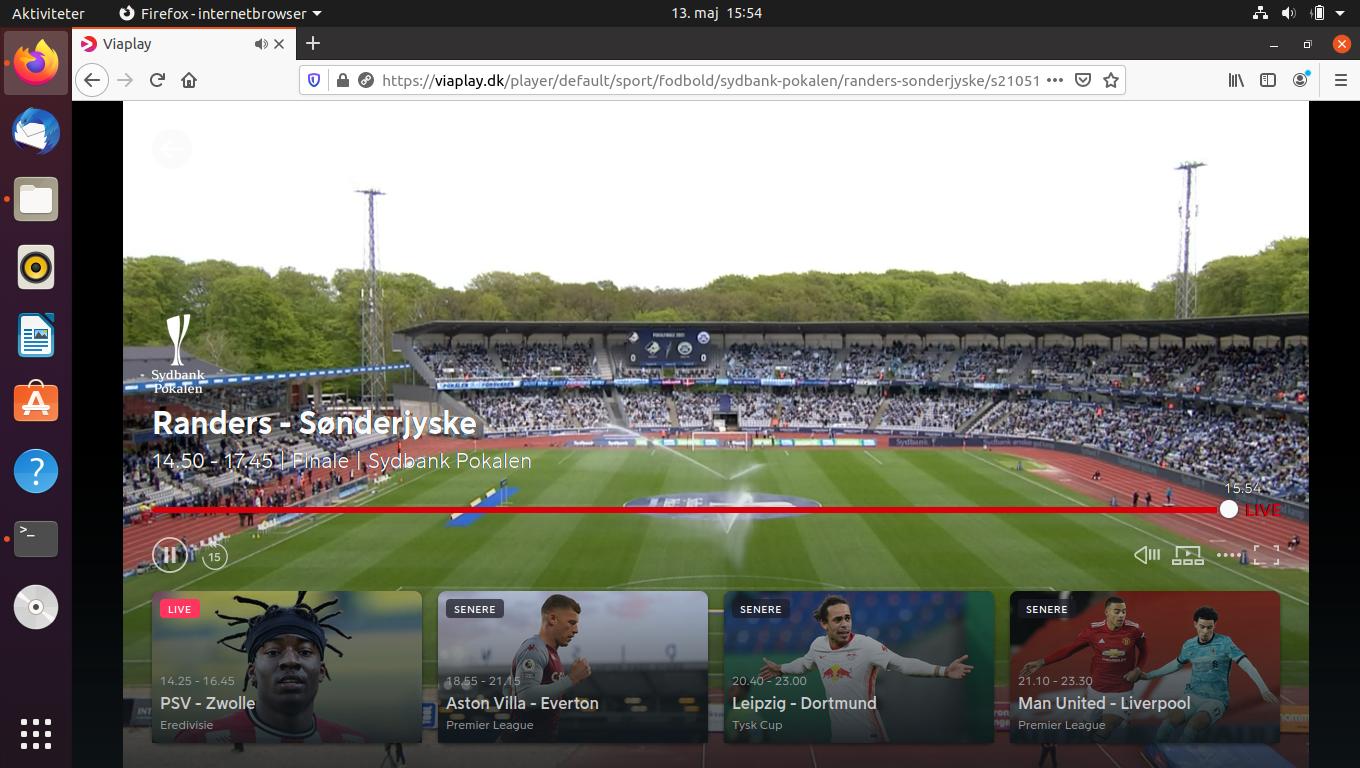 Aktiviteter
Firefox - internetbrowser
13. maj 15:54
Viaplay
https://viaplay.dk/player/default/sport/fodbold/sydbank-pokalen/randers-sonderjyske/s21051
Sydbank
Pokalen
Randers - Sønderjyske
14.50 - 17.45 | Finale | Sydbank Pokalen
15.54
LIVE
15
LIVE
14.25 - 16.45
PSV - Zwolle
Eredivisie
SENERE
18.55 - 21.15
Aston Villa - Everton
Premier League
SENERE
20.40 - 23.00
Leipzig - Dortmund
Tysk Cup
SENERE
21.10 - 23.30
Man United - Liverpool
Premier League